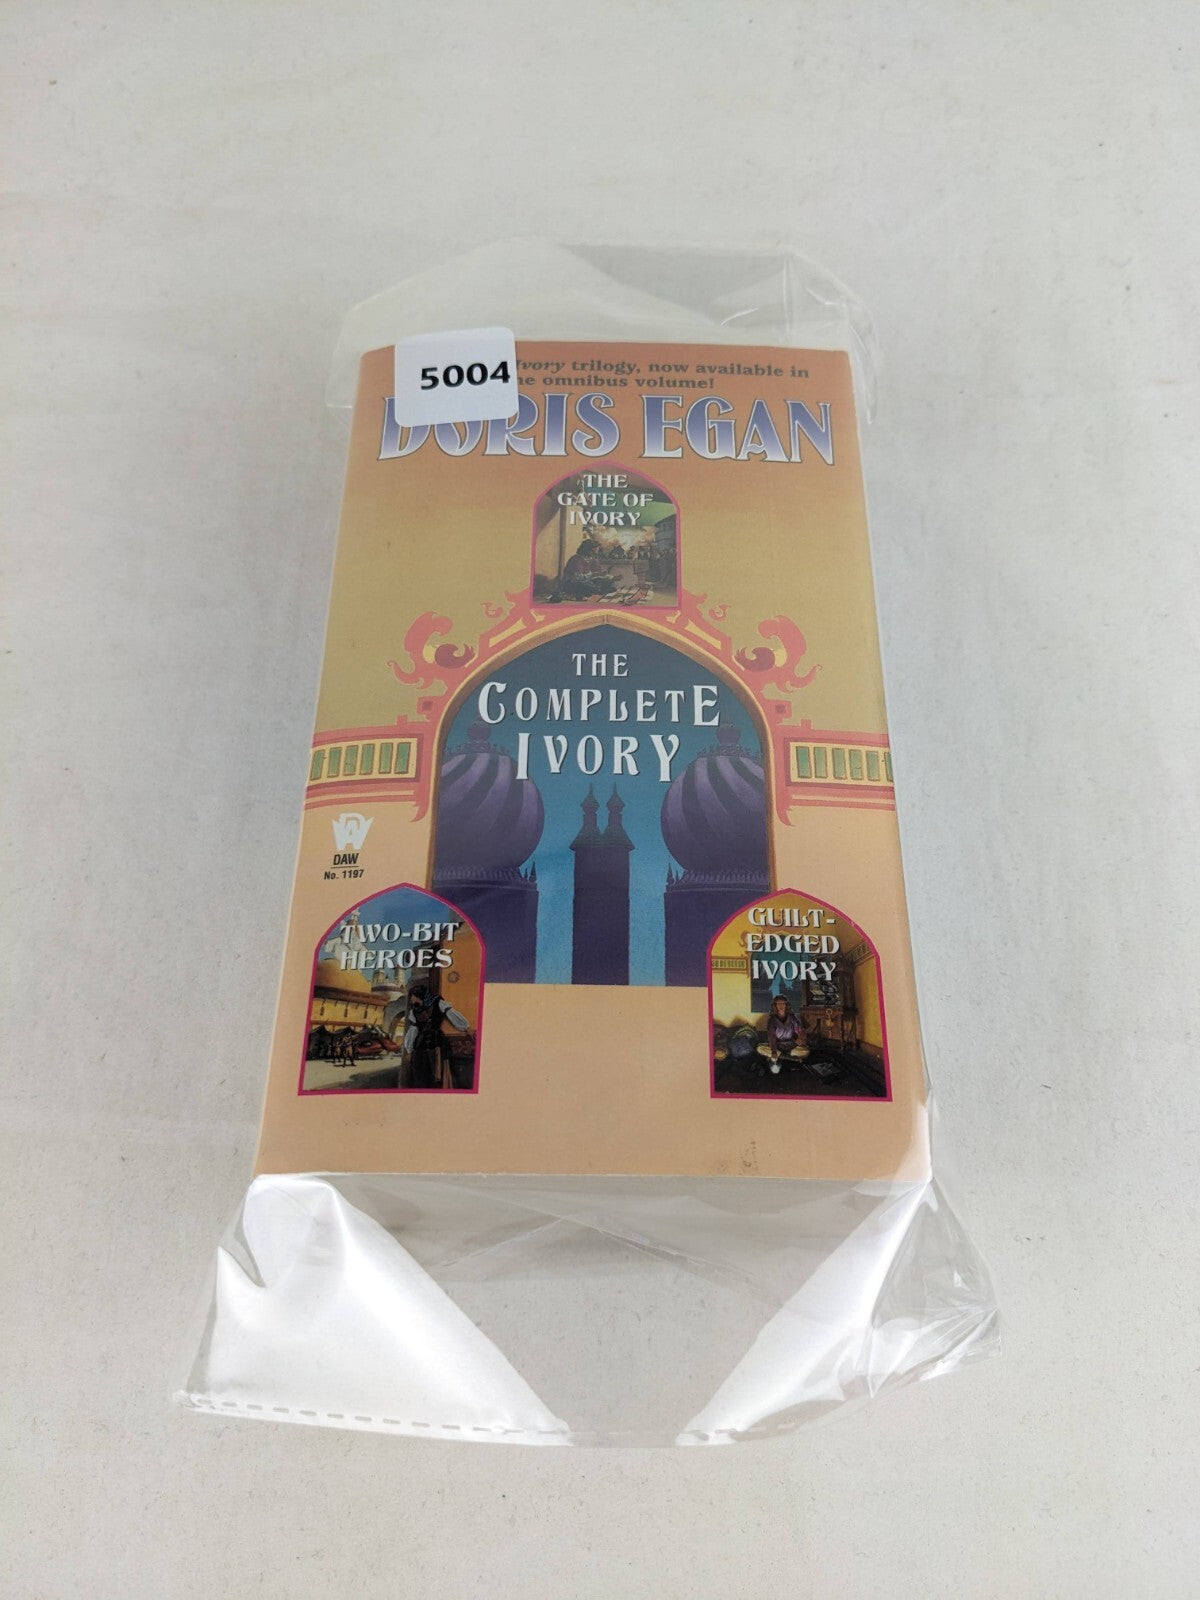 5004
Ivory trilogy, now available in
omnibus volume!
DORIS EGAN
THE
GATE OF
IVORY
THE
COMPLETE
IVORY
DAW
No. 1197
TWO-BIT
HEROES
GUILT-
EDGED
IVORY